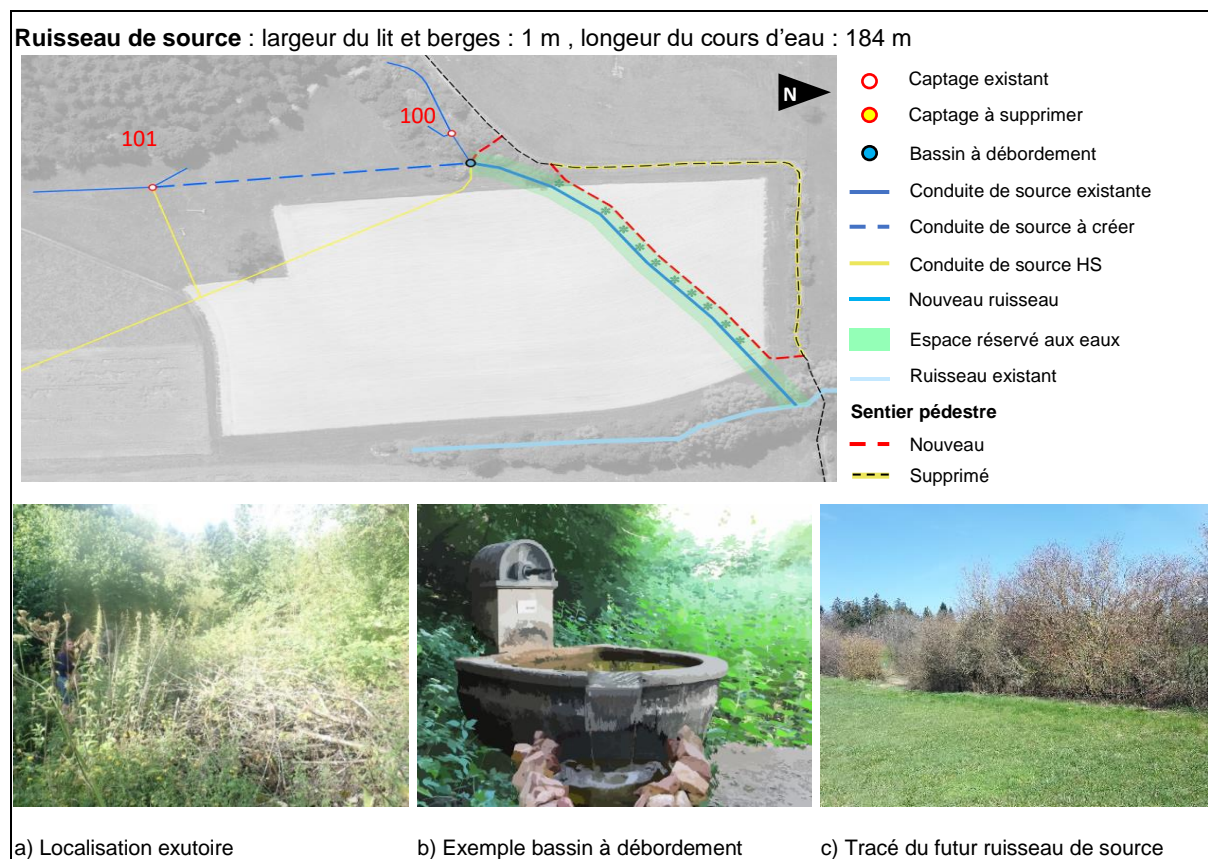 Ruisseau de source : largeur du lit et berges : 1 m , longeur du cours d'eau : 184 m
101
100
N
Captage existant
Captage à supprimer
Bassin à débordement
Conduite de source existante
Conduite de source à créer
Conduite de source HS
Nouveau ruisseau
Espace réservé aux eaux
Ruisseau existant
Sentier pédestre
Nouveau
Supprimé
a) Localisation exutoire
b) Exemple bassin à débordement
c) Tracé du futur ruisseau de source